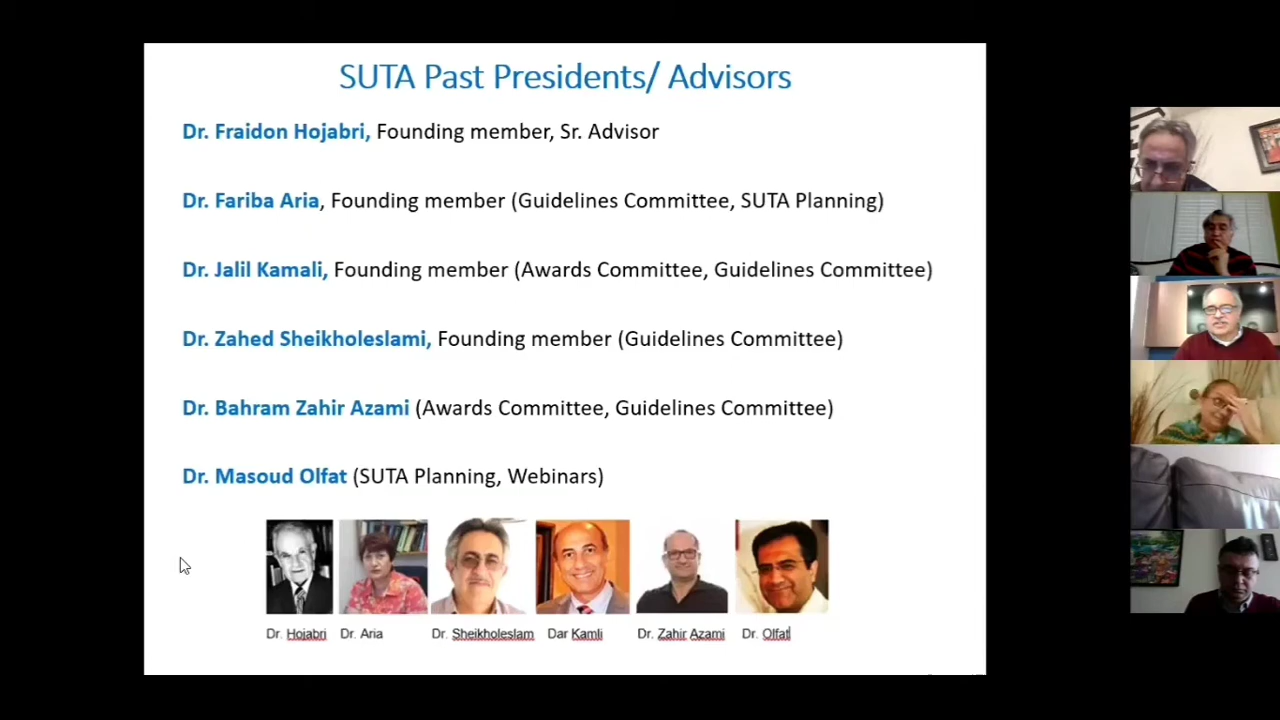 SUTA Past Presidents/ Advisors
Dr. Fraidon Hojabri, Founding member, Sr. Advisor
Dr. Fariba Aria, Founding member (Guidelines Committee, SUTA Planning)
Dr. Jalil Kamali, Founding member (Awards Committee, Guidelines Committee)
Dr. Zahed Sheikholeslami, Founding member (Guidelines Committee)
Dr. Bahram Zahir Azami (Awards Committee, Guidelines Committee)
Dr. Masoud Olfat (SUTA Planning, Webinars)
Dr. Hojabri Dr. Aria Dr. Sheikholeslam Dar Kamli Dr. Zahir Azami Dr. Olfat